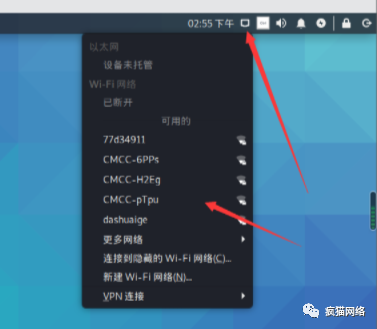 02:55 下午
以太网
设备未托管
Wi-Fi 网络
已断开
可用的
77d34911
CMCC-6PPs
CMCC-H2Eg
CMCC-pTpu
dashuaige
更多网络
连接到隐藏的 Wi-Fi 网络(C)...
新建 Wi-Fi 网络(N)...
VPN 连接
疯猫网络